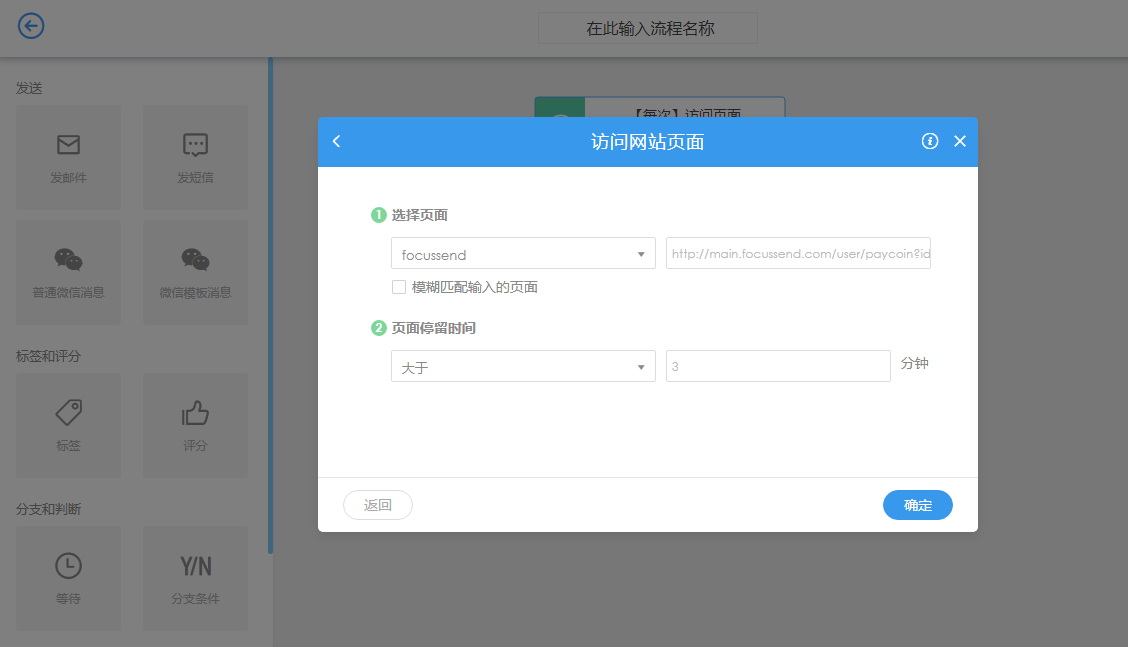 在此输入流程名称
发送
发邮件
发短信
普通微信消息
微信模板消息
标签和评分
标签
评分
分支和判断
等待
Y/N
分支条件
【每次】访问页面
访问网站页面
1 选择页面
focussend
http://main.focussend.com/user/paycoin?id
模糊匹配输入的页面
2 页面停留时间
大于
3
分钟
返回
确定